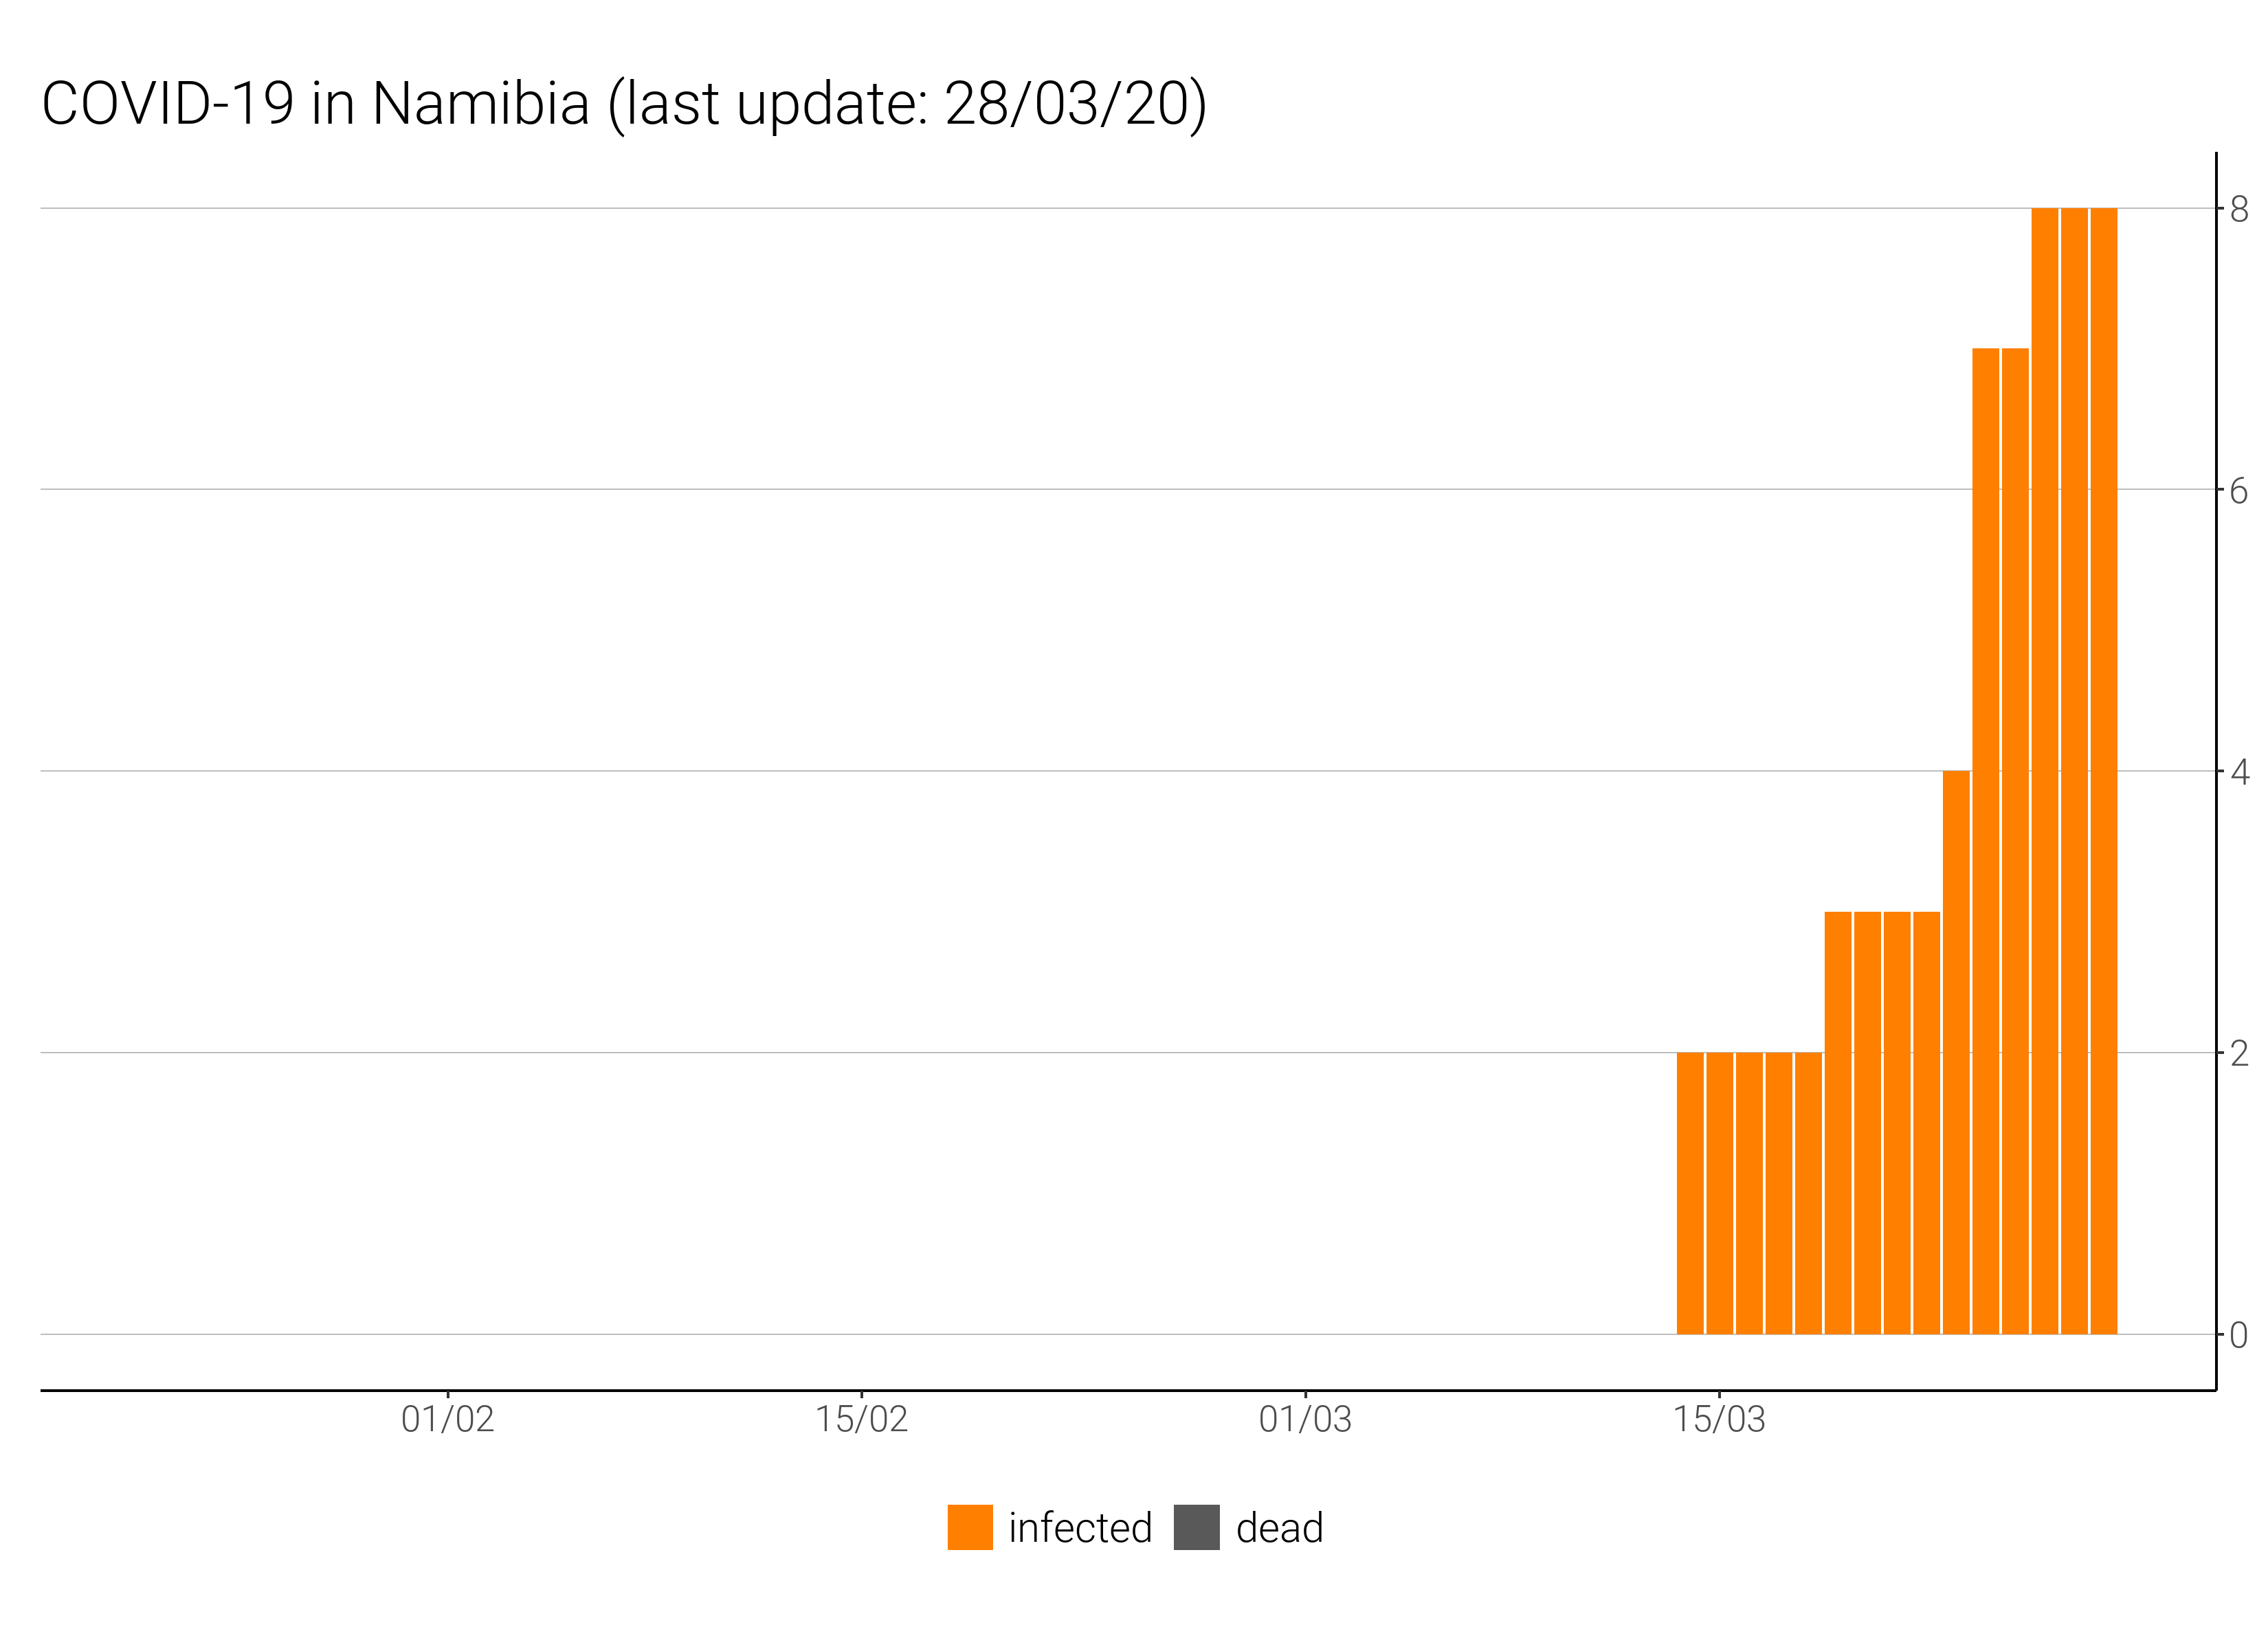 COVID-19 in Namibia (last update: 28/03/20)
8
6
4
2
0
01/02 15/02 01/03 15/03
infected dead